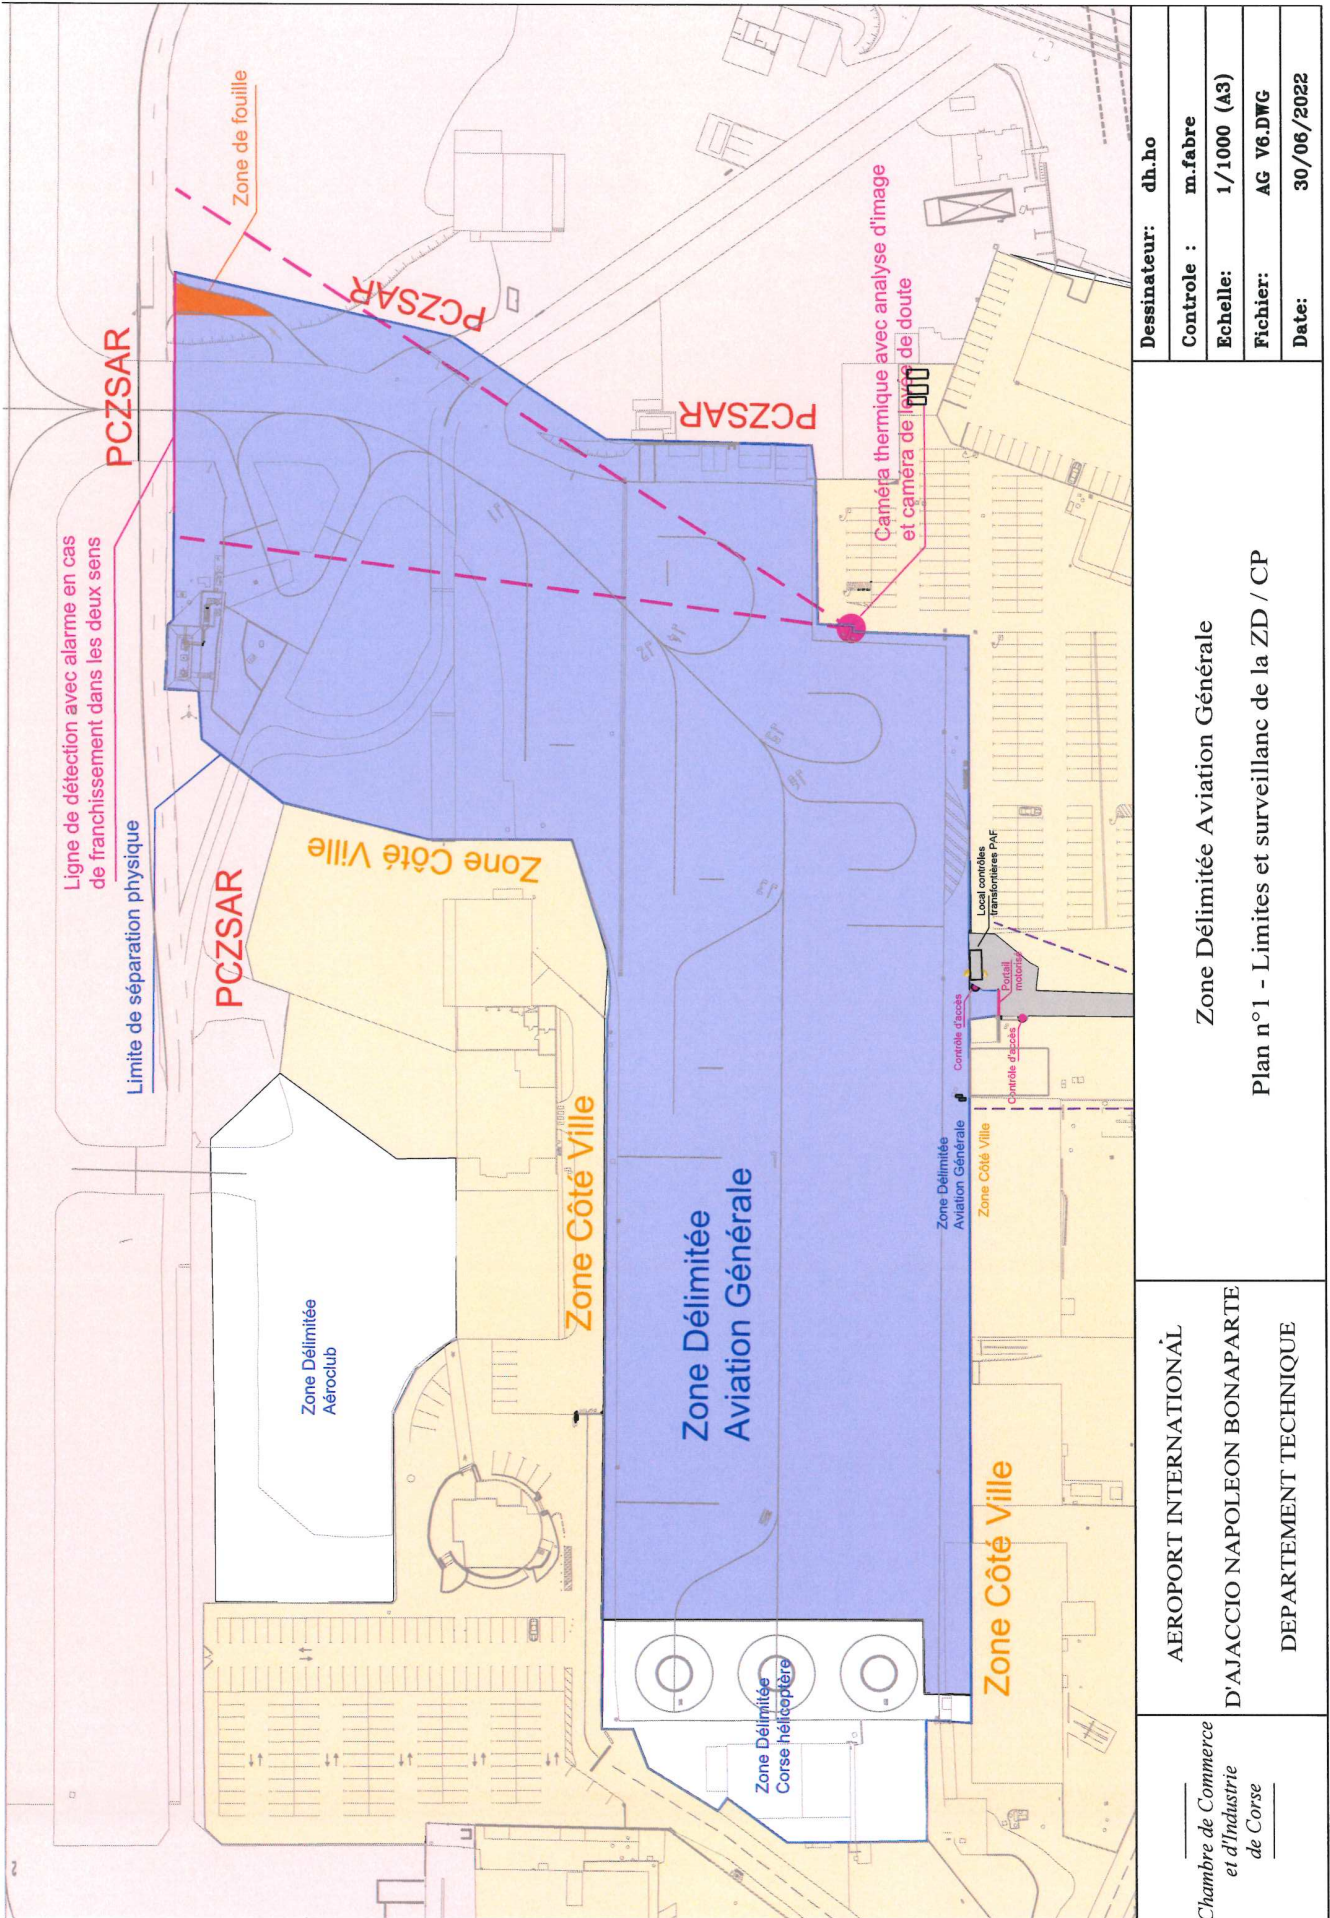 Zone de fouille
PCZSAR
Ligne de détection avec alarme en cas
de franchissement dans les deux sens
Limite de séparation physique
PCZSAR
PCZSAR
PCZSAR
Caméra thermique avec analyse d'image
et caméra de levée de doute
Zone Côté Ville
Zone Côté Ville
Zone Délimitée
Aéroclub
Zone Délimitée
Aviation Générale
Local contrôles
transfontières PAF
Portail
motorisé
Contrôle d'accès
Contrôle d'accès
Zone Délimitée
Aviation Générale
Zone Côté Ville
Zone Côté Ville
Zone Délimitée
Corse hélicoptère
J1
J2
J4
J3
Chambre de Commerce
et d'Industrie
de Corse
AEROPORT INTERNATIONAL
D'AJACCIO NAPOLEON BONAPARTE
DEPARTEMENT TECHNIQUE
Zone Délimitée Aviation Générale
Plan n°1 - Limites et surveillanc de la ZD / CP
Dessinateur: dh.ho
Controle : m.fabre
Echelle: 1/1000 (A3)
Fichier: AG V6.DWG
Date: 30/06/2022